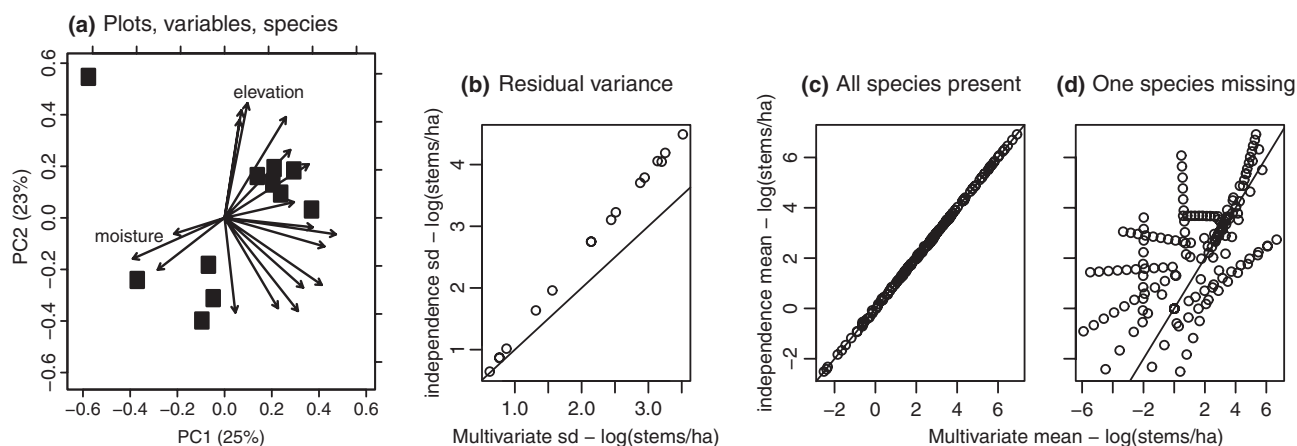 (a) Plots, variables, species
0.6
0.4
0.2
0.0
−0.2
−0.4
−0.6
PC2 (23%)
elevation
moisture
−0.6
−0.2
0.0
0.2
0.4
0.6
PC1 (25%)
(b) Residual variance
independence sd − log(stems/ha)
4
3
2
1
1.0
2.0
3.0
Multivariate sd − log(stems/ha)
(c) All species present
independence mean − log(stems/ha)
6
4
2
0
−2
−2
0
2
4
6
(d) One species missing
−6
−2
2
4
6
Multivariate mean − log(stems/ha)